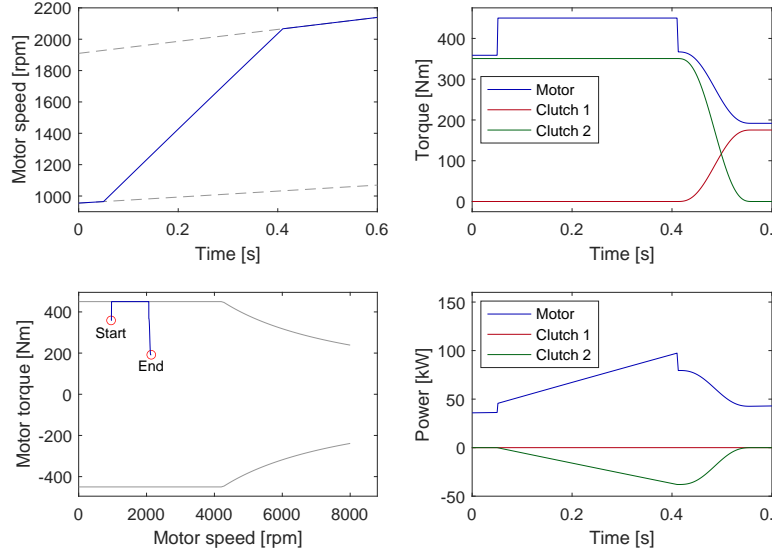 2200
2000
1800
1600
1400
1200
1000
0
0.2
0.4
0.6
Motor speed [rpm]
Time [s]
400
300
200
100
0
0
0.2
0.4
0.
Torque [Nm]
Time [s]
Motor
Clutch 1
Clutch 2
400
200
0
-200
-400
0
2000
4000
6000
8000
Motor torque [Nm]
Motor speed [rpm]
Start
End
150
100
50
0
-50
0
0.2
0.4
0.
Power [kW]
Time [s]
Motor
Clutch 1
Clutch 2